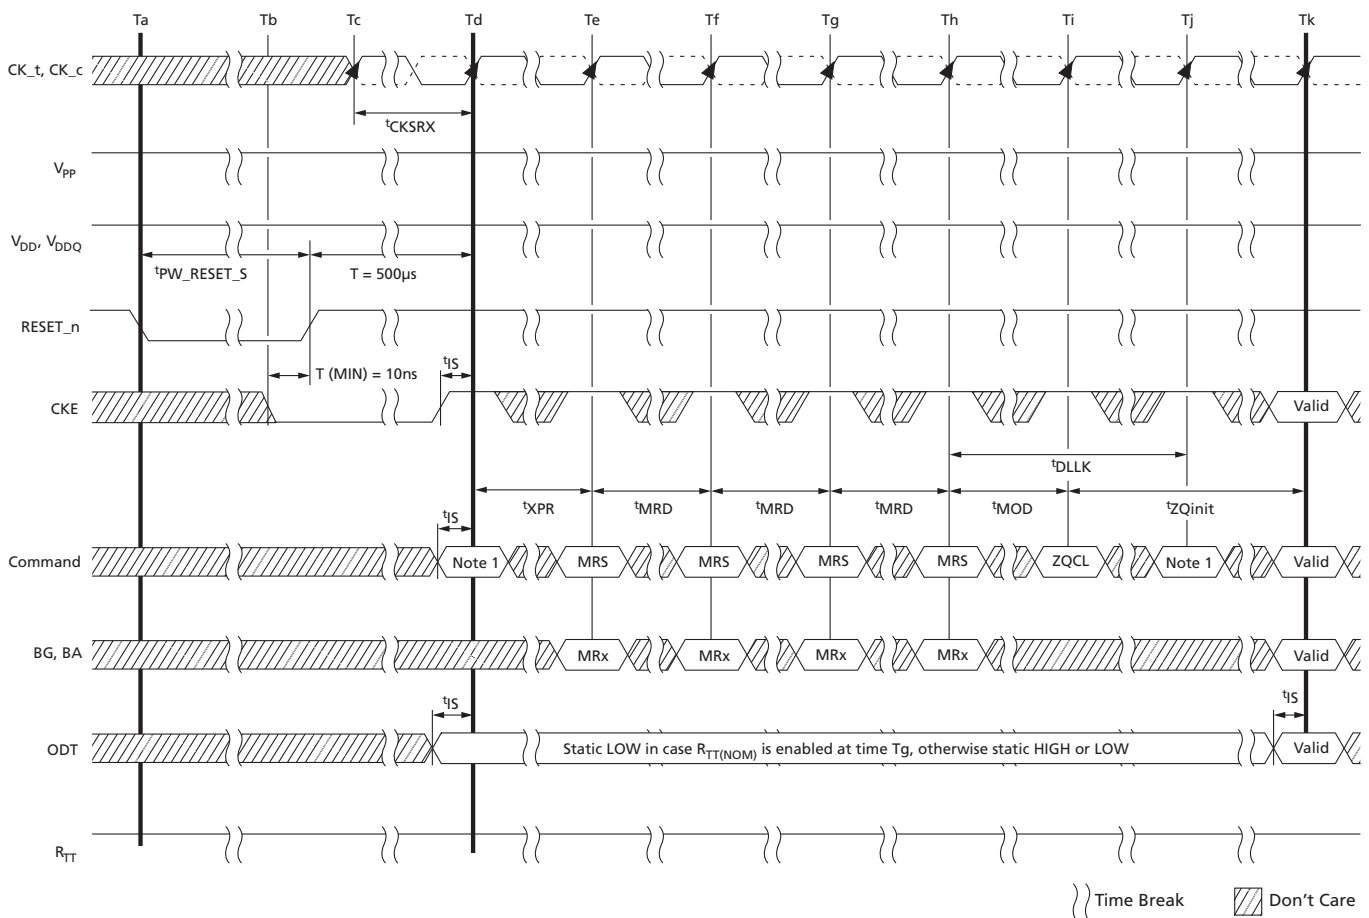 Ta Tb Tc Td Te Tf Tg Th Ti Tj Tk
CK_t, CK_c
tCKSRX
VPP
VDD, VDDQ
tPW_RESET_S T = 500µs
RESET_n
tIS
T (MIN) = 10ns
CKE Valid
tDLLK
tXPR tMRD tMRD tMRD tMOD tZQinit
tIS
Command Note 1 MRS MRS MRS MRS ZQCL Note 1 Valid
BG, BA MRx MRx MRx MRx Valid
tIS tIS
ODT Static LOW in case RTT(NOM) is enabled at time Tg, otherwise static HIGH or LOW Valid
RTT
Time Break Don't Care